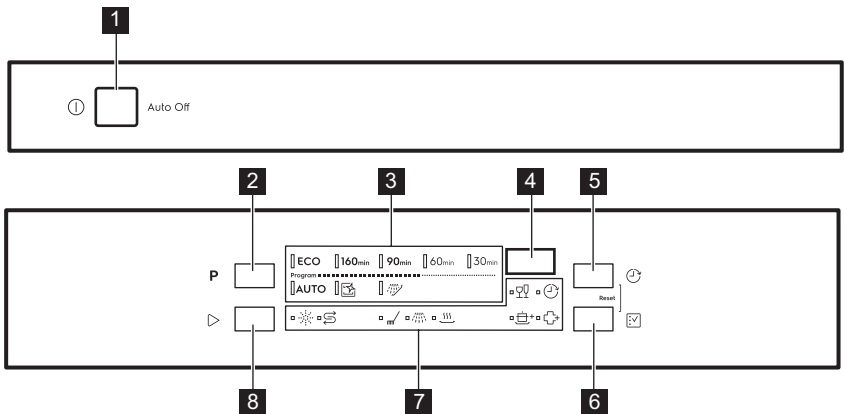 1
Auto Off
2 3 4 5
ECO 160min 90min 60min 30min
P
Program
AUTO
Reset
8 7 6